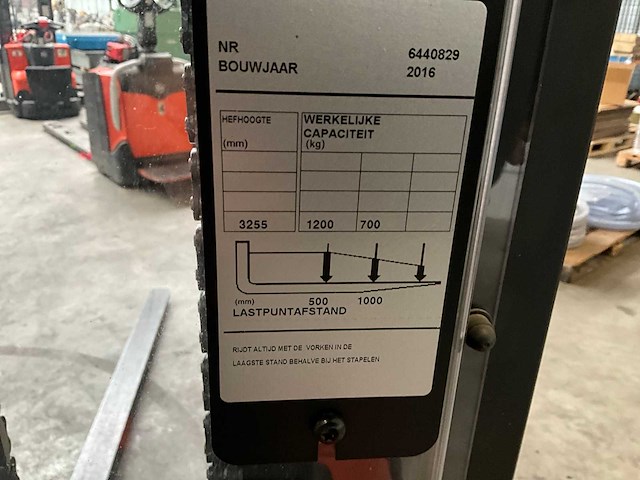 NR 6440829
BOUWJAAR 2016
HEFHOOGTE WERKELIJKE
CAPACITEIT
(mm) (kg)
3255 1200 700
(mm) 500 1000
LASTPUNTAFSTAND
RIJDT ALTIJD MET DE VORKEN IN DE
LAAGSTE STAND BEHALVE BIJ HET STAPELEN